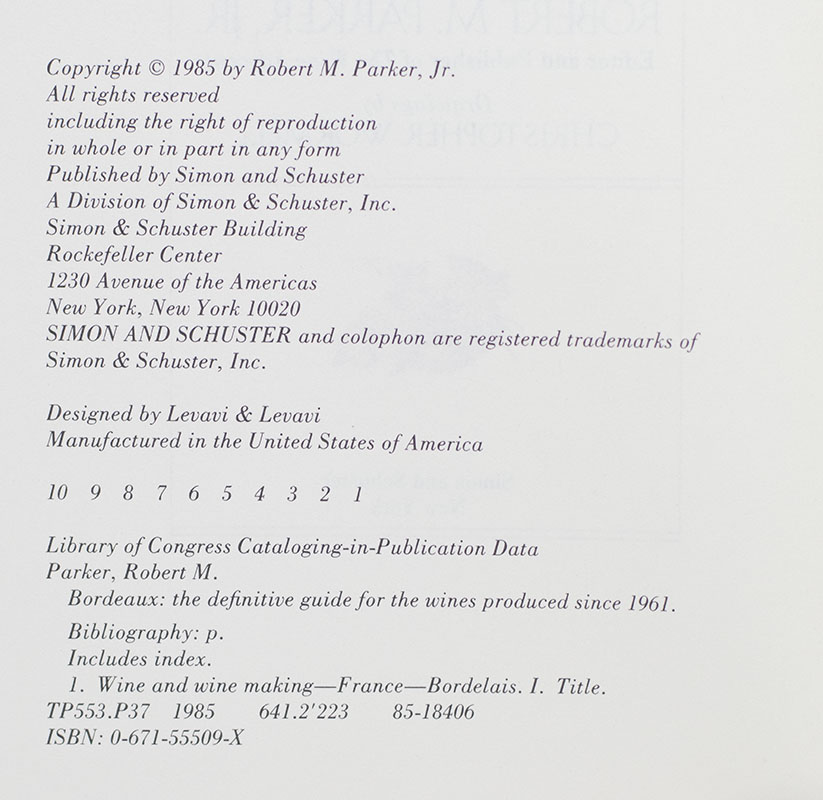 Copyright © 1985 by Robert M. Parker, Jr.
All rights reserved
including the right of reproduction
in whole or in part in any form
Published by Simon and Schuster
A Division of Simon & Schuster, Inc.
Simon & Schuster Building
Rockefeller Center
1230 Avenue of the Americas
New York, New York 10020
SIMON AND SCHUSTER and colophon are registered trademarks of
Simon & Schuster, Inc.

Designed by Levavi & Levavi
Manufactured in the United States of America

10 9 8 7 6 5 4 3 2 1

Library of Congress Cataloging-in-Publication Data
Parker, Robert M.
Bordeaux: the definitive guide for the wines produced since 1961.
Bibliography: p.
Includes index.
1. Wine and wine making—France—Bordelais. I. Title.
TP553.P37 1985 641.2'223 85-18406
ISBN: 0-671-55509-X